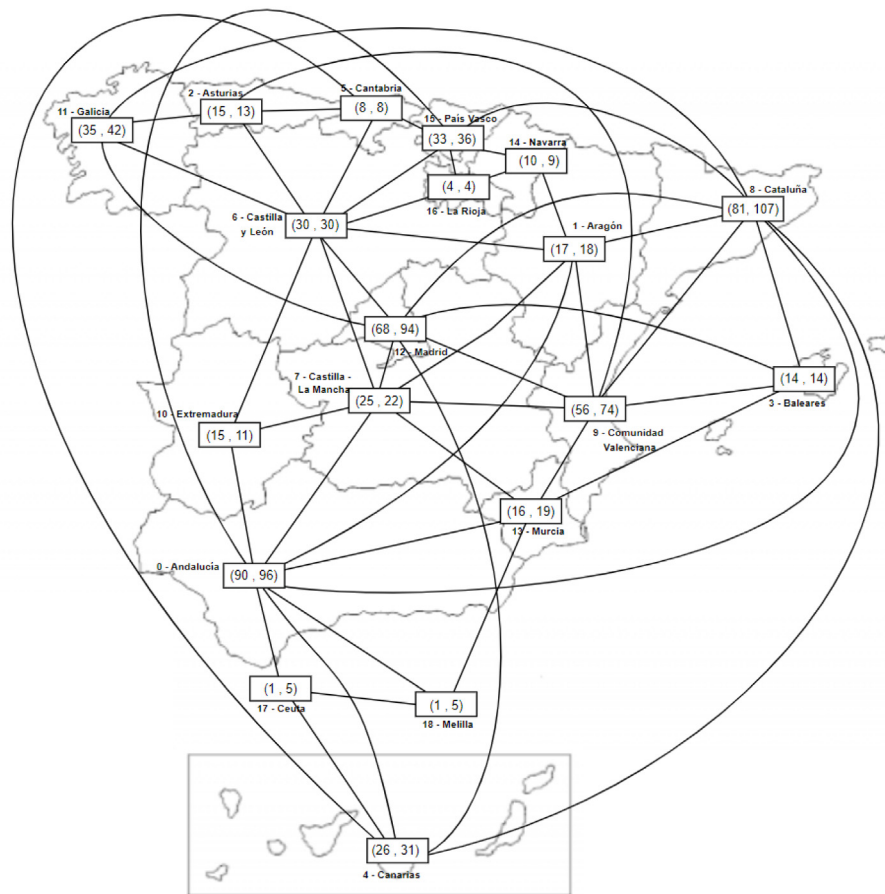 5 - Cantabria
2 - Asturias
(8 , 8)
11 - Galicia
(15 , 13)
15 - País Vasco
(35 , 42)
(33 , 36)
14 - Navarra
(10 , 9)
(4 , 4)
8 - Cataluña
16 - La Rioja
(81, 107)
6 - Castilla
y León
(30 , 30)
1 - Aragón
(17 , 18)
(68 , 94)
12 - Madrid
7 - Castilla -
La Mancha
(14 , 14)
(25 , 22)
3 - Baleares
(56 , 74)
10 - Extremadura
(15 , 11)
9 - Comunidad
Valenciana
(16 , 19)
13 - Murcia
0 - Andalucía
(90 , 96)
(1 , 5)
17 - Ceuta
(1 , 5)
18 - Melilla
(26 , 31)
4 - Canarias